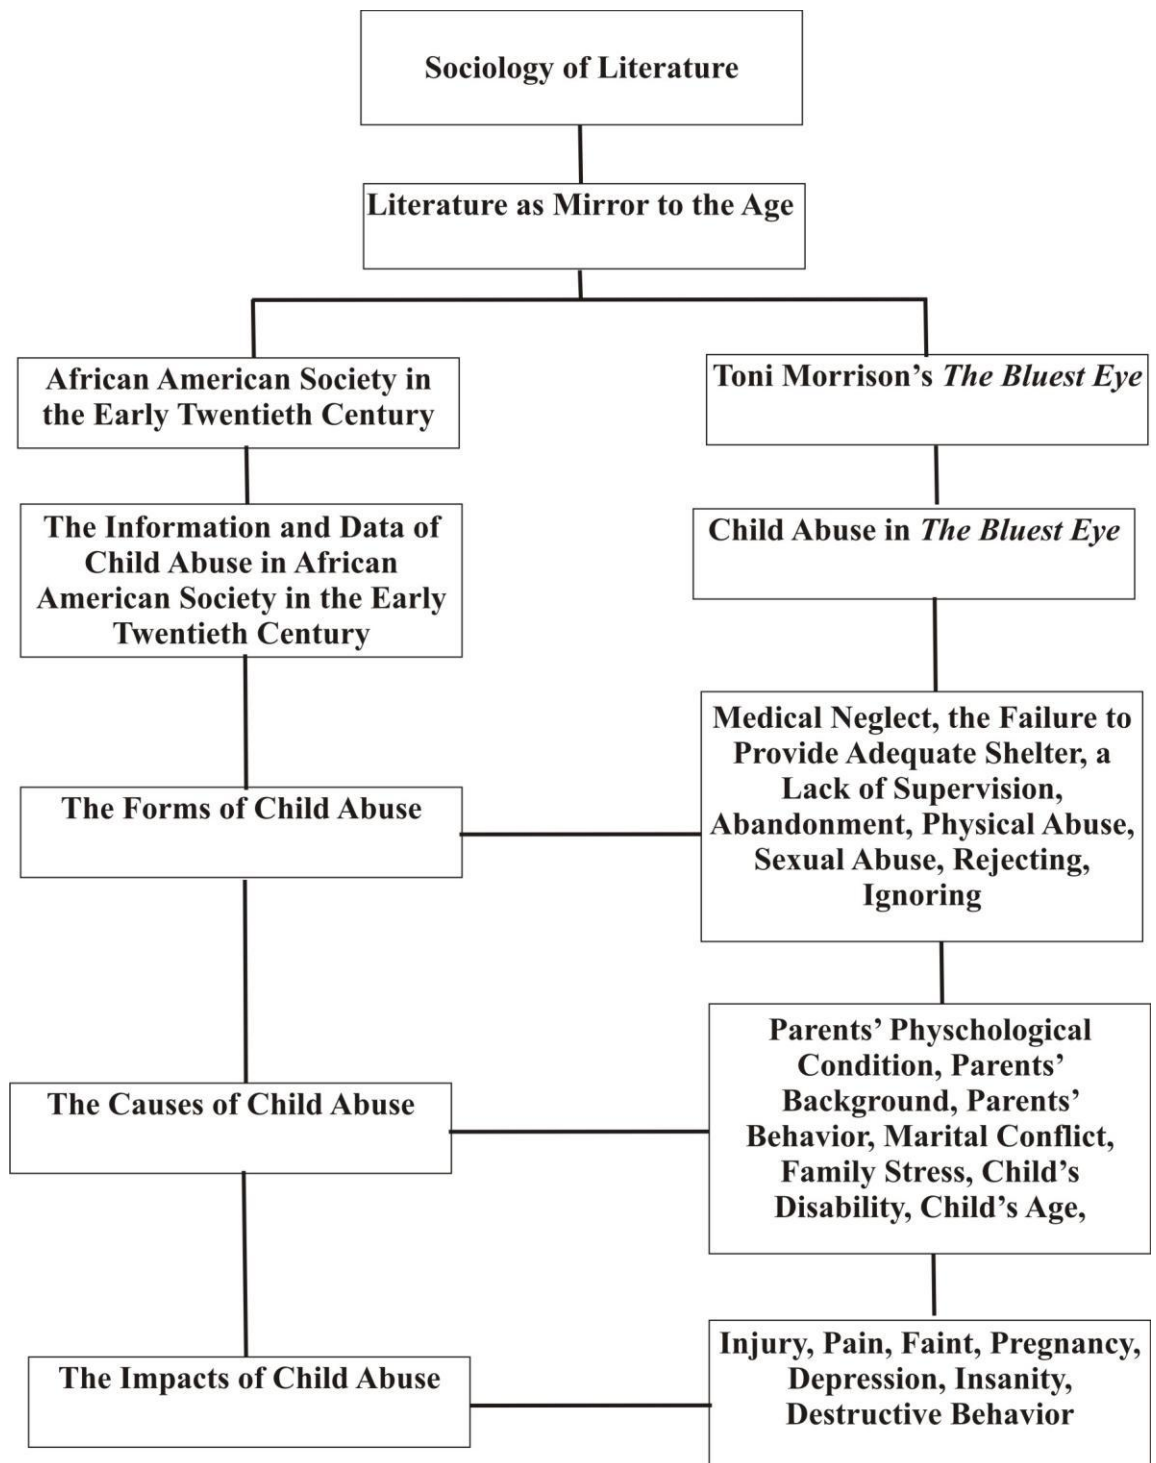 Sociology of Literature
Literature as Mirror to the Age
African American Society in
the Early Twentieth Century
Toni Morrison’s The Bluest Eye
The Information and Data of
Child Abuse in African
American Society in the Early
Twentieth Century
Child Abuse in The Bluest Eye
The Forms of Child Abuse
Medical Neglect, the Failure to
Provide Adequate Shelter, a
Lack of Supervision,
Abandonment, Physical Abuse,
Sexual Abuse, Rejecting,
Ignoring
The Causes of Child Abuse
Parents’ Physchological
Condition, Parents’
Background, Parents’
Behavior, Marital Conflict,
Family Stress, Child’s
Disability, Child’s Age,
The Impacts of Child Abuse
Injury, Pain, Faint, Pregnancy,
Depression, Insanity,
Destructive Behavior